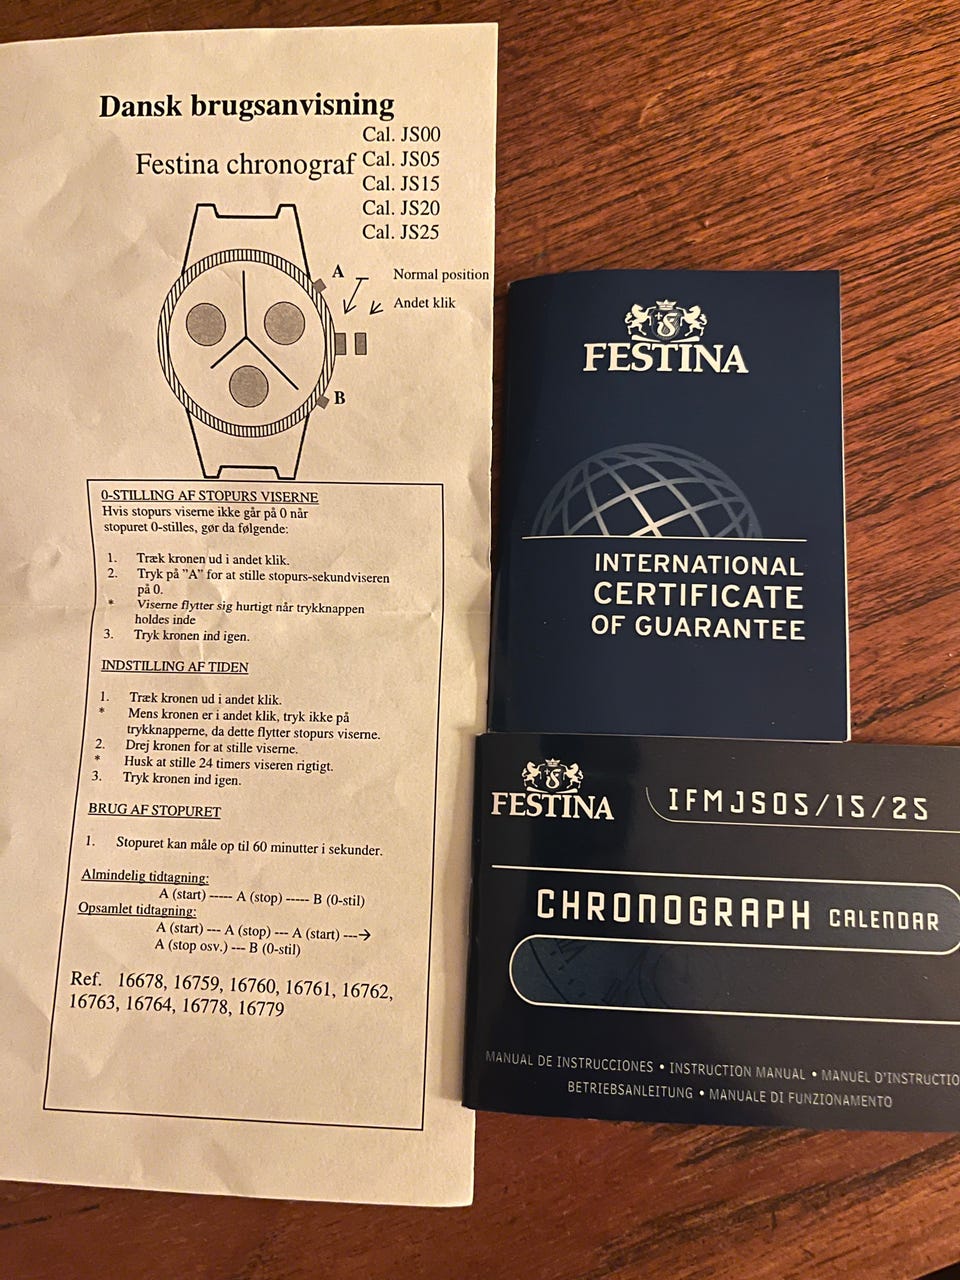 Dansk brugsanvisning
Festina chronograf
Cal. JS00
Cal. JS05
Cal. JS15
Cal. JS20
Cal. JS25
A
Normal position
Andet klik
B
0-STILLING AF STOPURS VISERNE
Hvis stopurs viserne ikke går på 0 når
stopuret 0-stilles, gør da følgende:
1. Træk kronen ud i andet klik.
2. Tryk på "A" for at stille stopurs-sekundviseren
på 0.
* Viserne flytter sig hurtigt når trykknappen
holdes inde
3. Tryk kronen ind igen.
INDSTILLING AF TIDEN
1. Træk kronen ud i andet klik.
* Mens kronen er i andet klik, tryk ikke på
trykknapperne, da dette flytter stopurs viserne.
2. Drej kronen for at stille viserne.
* Husk at stille 24 timers viseren rigtigt.
3. Tryk kronen ind igen.
BRUG AF STOPURET
1. Stopuret kan måle op til 60 minutter i sekunder.
Almindelig tidtagning:
A (start) ----- A (stop) ----- B (0-stil)
Opsamlet tidtagning:
A (start) --- A (stop) --- A (start) ---→
A (stop osv.) --- B (0-stil)
Ref. 16678, 16759, 16760, 16761, 16762,
16763, 16764, 16778, 16779
FESTINA
INTERNATIONAL
CERTIFICATE
OF GUARANTEE
FESTINA
IFMJS05/15/25
CHRONOGRAPH CALENDAR
MANUAL DE INSTRUCCIONES • INSTRUCTION MANUAL • MANUEL D'INSTRUCTIO
BETRIEBSANLEITUNG • MANUALE DI FUNZIONAMENTO